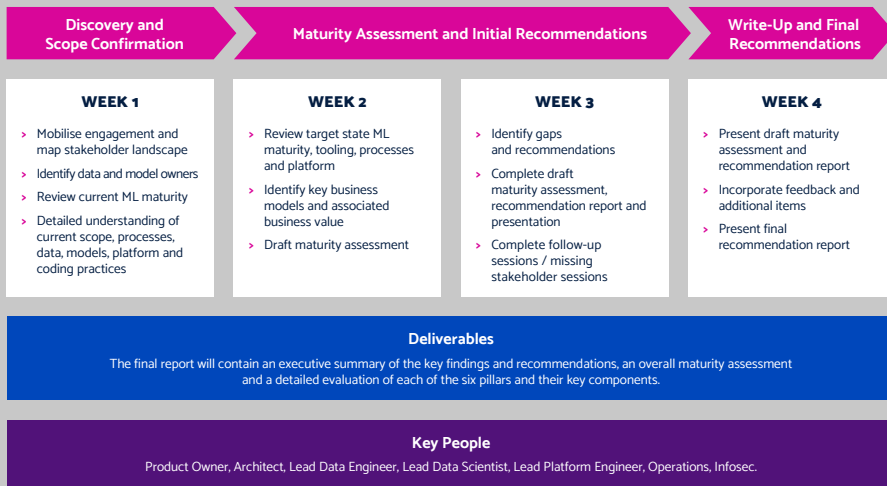 Discovery and
Scope Confirmation
Maturity Assessment and Initial Recommendations
Write-Up and Final
Recommendations
WEEK 1
> Mobilise engagement and
map stakeholder landscape
> Identify data and model owners
> Review current ML maturity
> Detailed understanding of
current scope, processes,
data, models, platform and
coding practices
WEEK 2
> Review target state ML
maturity, tooling, processes
and platform
> Identify key business
models and associated
business value
> Draft maturity assessment
WEEK 3
> Identify gaps
and recommendations
> Complete draft
maturity assessment,
recommendation report and
presentation
> Complete follow-up
sessions / missing
stakeholder sessions
WEEK 4
> Present draft maturity
assessment and
recommendation report
> Incorporate feedback and
additional items
> Present final
recommendation report
Deliverables
The final report will contain an executive summary of the key findings and recommendations, an overall maturity assessment
and a detailed evaluation of each of the six pillars and their key components.
Key People
Product Owner, Architect, Lead Data Engineer, Lead Data Scientist, Lead Platform Engineer, Operations, Infosec.